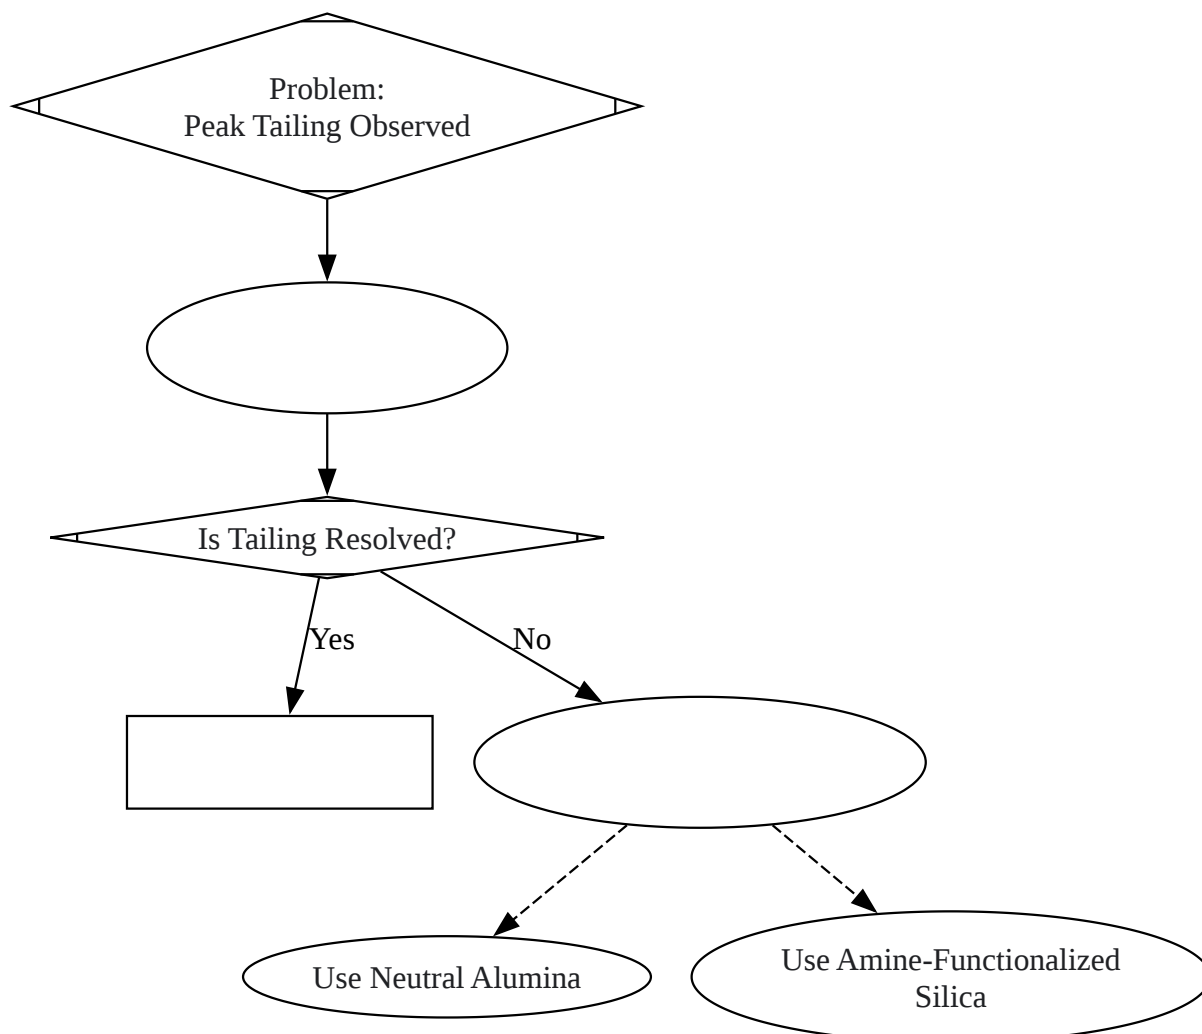 Problem:
Peak Tailing Observed
Is Tailing Resolved?
Yes
No
Use Neutral Alumina
Use Amine-Functionalized
Silica